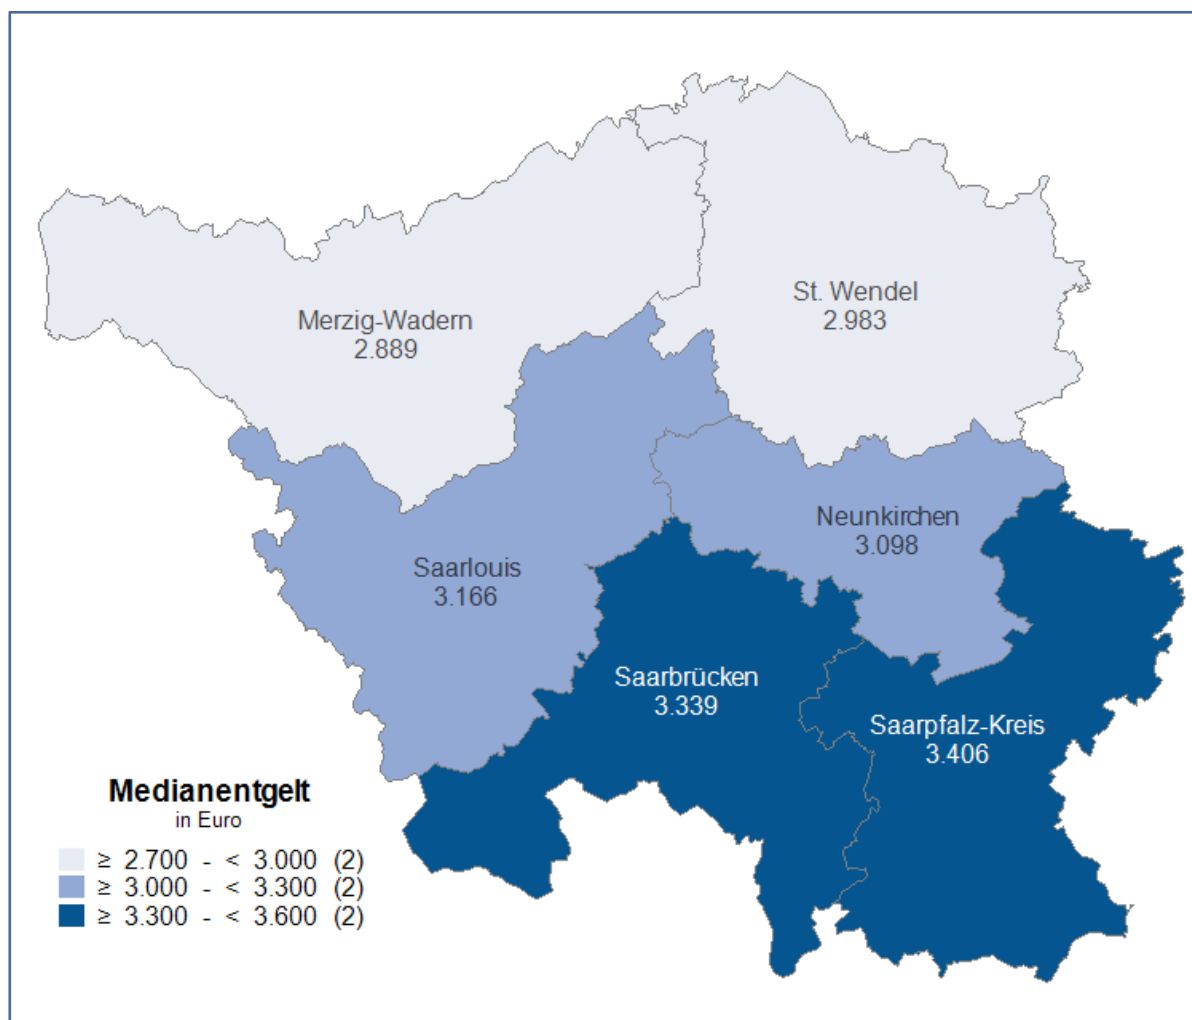 St. Wendel
2.983
Merzig-Wadern
2.889
Neunkirchen
3.098
Saarlouis
3.166
Saarbrücken
3.339
Saarpfalz-Kreis
3.406
Medianentgelt
in Euro
≥ 2.700 - < 3.000 (2)
≥ 3.000 - < 3.300 (2)
≥ 3.300 - < 3.600 (2)